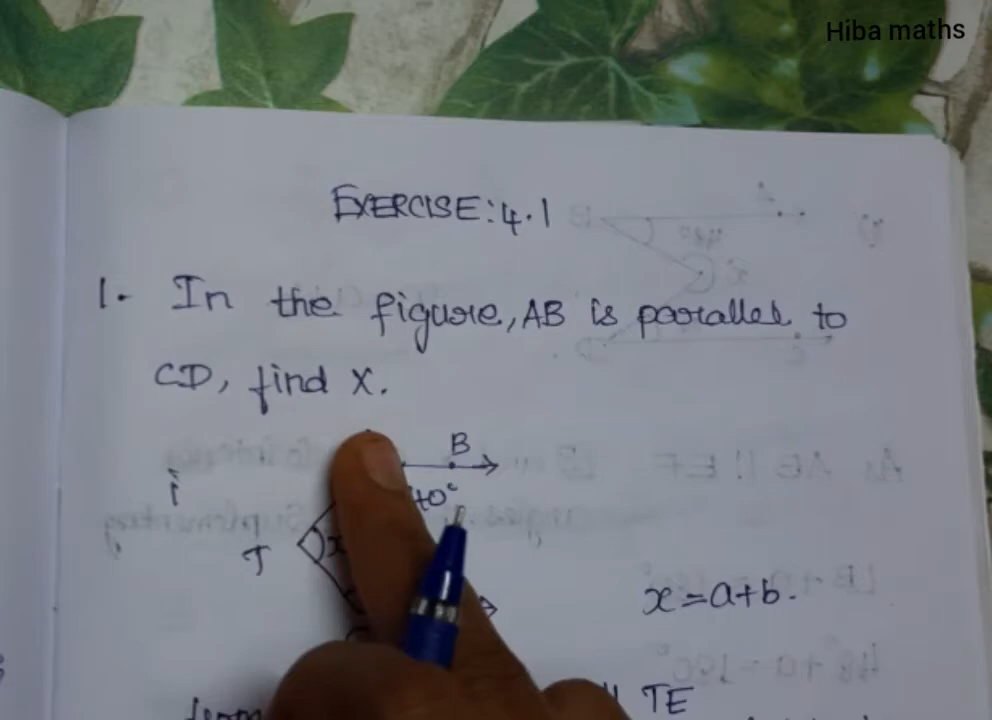 Hiba maths
EXERCISE: 4.1
1. In the figure, AB is parallel to
CD, find x.
B
i
40°
T
x
x = a+b.
TE